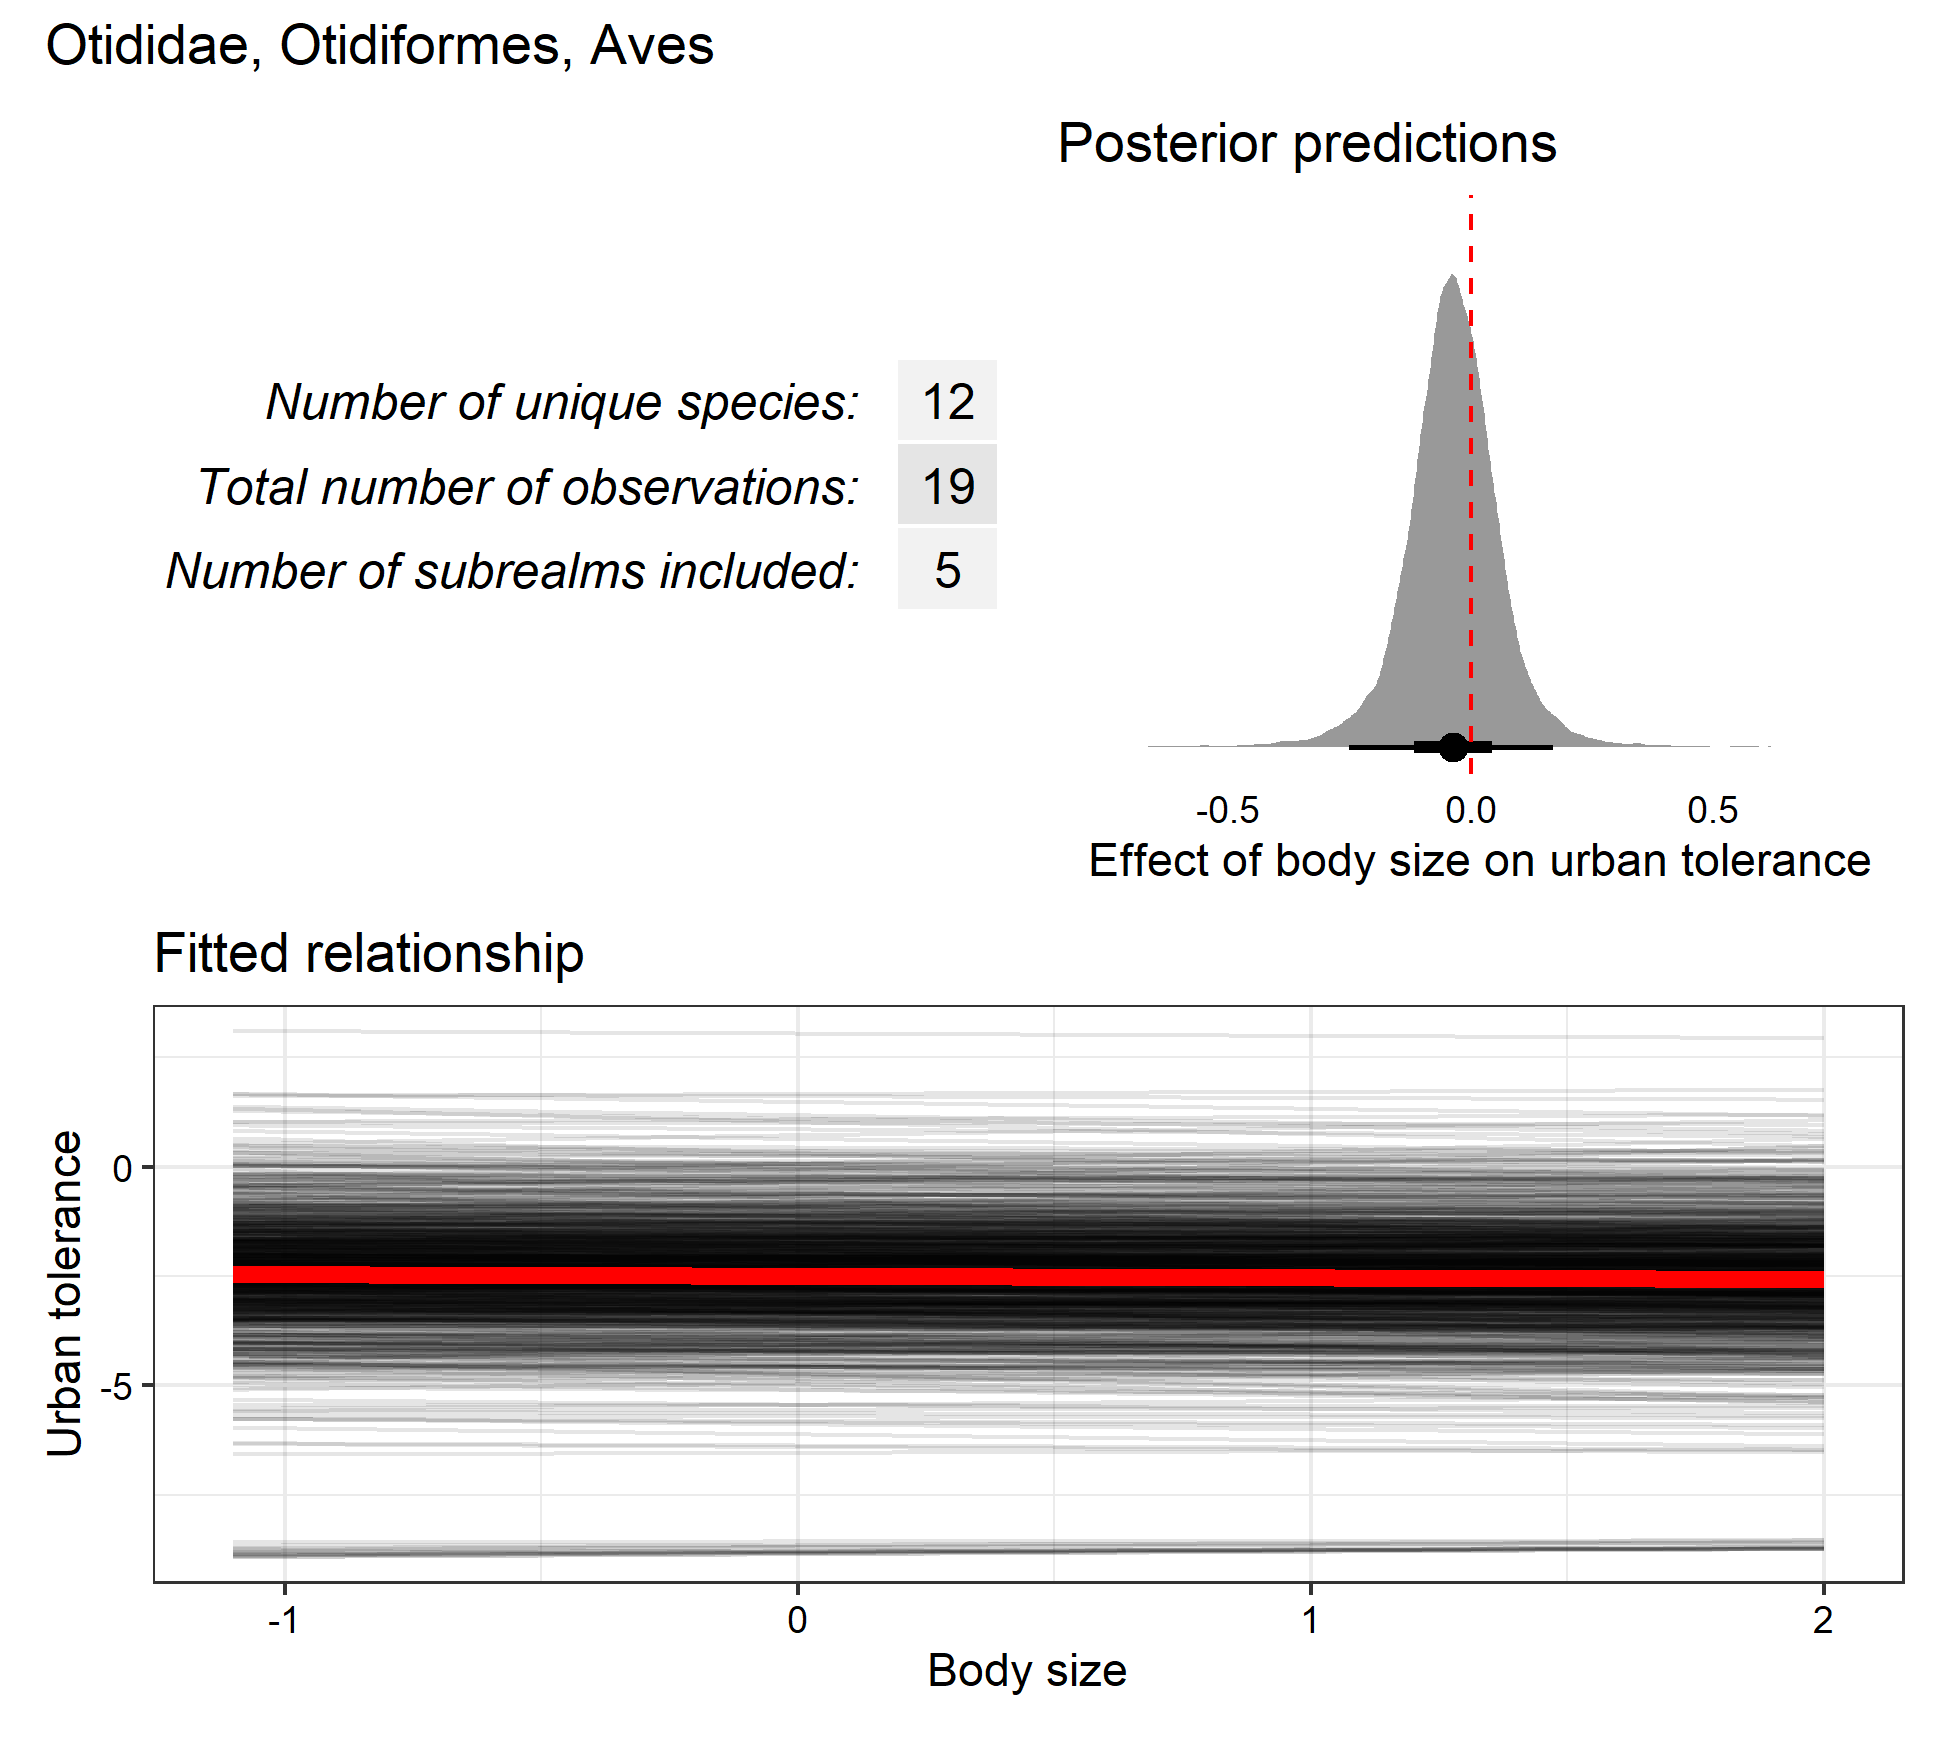 Otididae, Otidiformes, Aves
Posterior predictions
Number of unique species: 12
Total number of observations: 19
Number of subrealms included: 5
-0.5 0.0 0.5
Effect of body size on urban tolerance
Fitted relationship
Urban tolerance
0
-5
-1 0 1 2
Body size